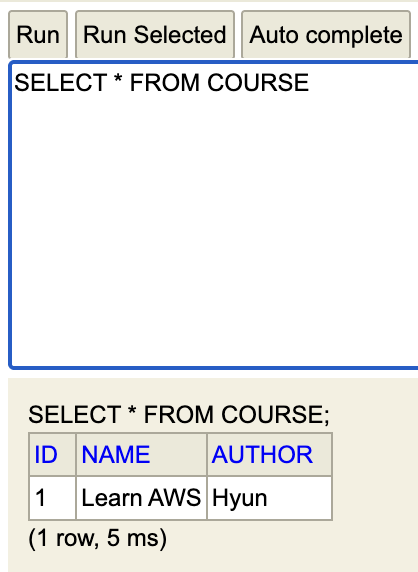 Run Run Selected Auto complete
SELECT * FROM COURSE
SELECT * FROM COURSE;
ID NAME AUTHOR
1 Learn AWS Hyun
(1 row, 5 ms)